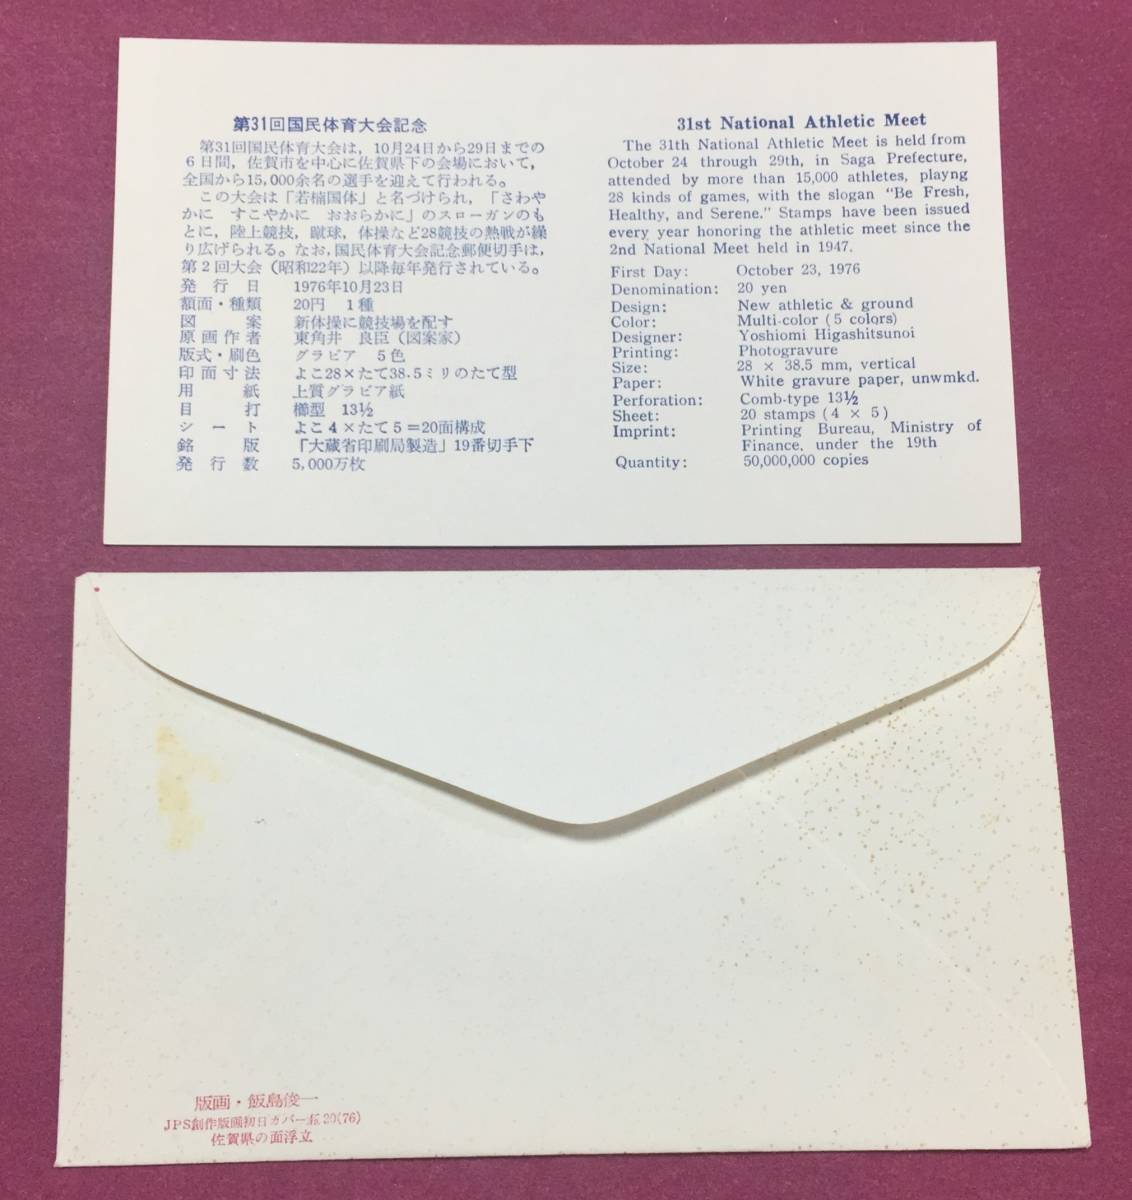 第31回国民体育大会記念
第31回国民体育大会は，10月24日から29日までの
6日間，佐賀市を中心に佐賀県下の会場において，
全国から15,000余名の選手を迎えて行われる。
この大会は「若楠国体」と名づけられ，「さわや
かに　すこやかに　おおらかに」のスローガンのも
とに，陸上競技，蹴球，体操など28競技の熱戦が繰
り広げられる。なお，国民体育大会記念郵便切手は，
第2回大会（昭和22年）以降毎年発行されている。
発行日　1976年10月23日
額面・種類　20円　1種
図案　新体操に競技場を配す
原画作者　東角井　良臣（図案家）
版式・刷色　グラビア　5色
印面寸法　よこ28×たて38.5ミリのたて型
用紙　上質グラビア紙
目打　櫛型　13½
シート　よこ4×たて5＝20面構成
銘版　「大蔵省印刷局製造」19番切手下
発行数　5,000万枚
31st National Athletic Meet
The 31th National Athletic Meet is held from
October 24 through 29th, in Saga Prefecture,
attended by more than 15,000 athletes, playng
28 kinds of games, with the slogan "Be Fresh,
Healthy, and Serene." Stamps have been issued
every year honoring the athletic meet since the
2nd National Meet held in 1947.
First Day: October 23, 1976
Denomination: 20 yen
Design: New athletic & ground
Color: Multi-color (5 colors)
Designer: Yoshiomi Higashitsunoi
Printing: Photogravure
Size: 28 × 38.5 mm, vertical
Paper: White gravure paper, unwmkd.
Perforation: Comb-type 13½
Sheet: 20 stamps (4 × 5)
Imprint: Printing Bureau, Ministry of
Finance, under the 19th
Quantity: 50,000,000 copies
版画・飯島俊一
JPS創作版画初日カバー№20(76)
佐賀県の面浮立